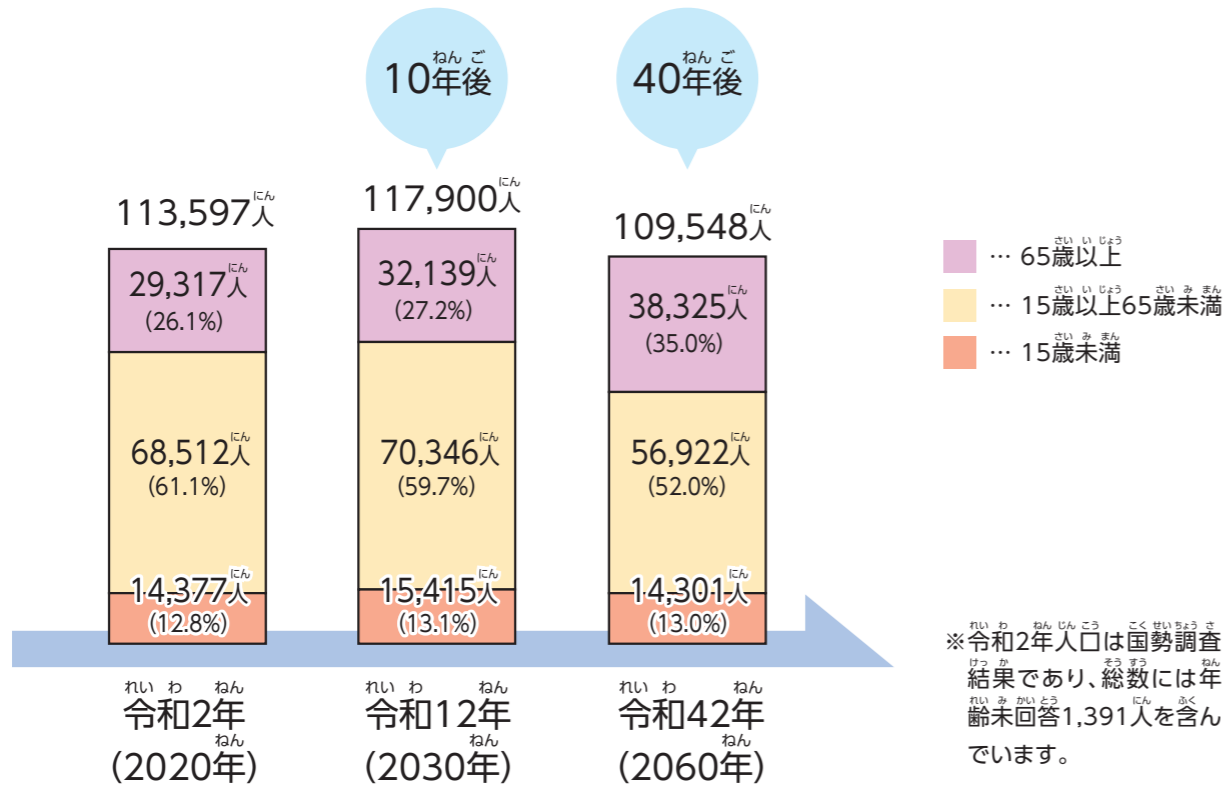 10年後
40年後
113,597人
117,900人
109,548人
29,317人
(26.1%)
32,139人
(27.2%)
38,325人
(35.0%)
68,512人
(61.1%)
70,346人
(59.7%)
56,922人
(52.0%)
14,377人
(12.8%)
15,415人
(13.1%)
14,301人
(13.0%)
令和2年
(2020年)
令和12年
(2030年)
令和42年
(2060年)
… 65歳以上
… 15歳以上65歳未満
… 15歳未満
※令和2年人口は国勢調査
結果であり、総数には年
齢未回答1,391人を含ん
でいます。